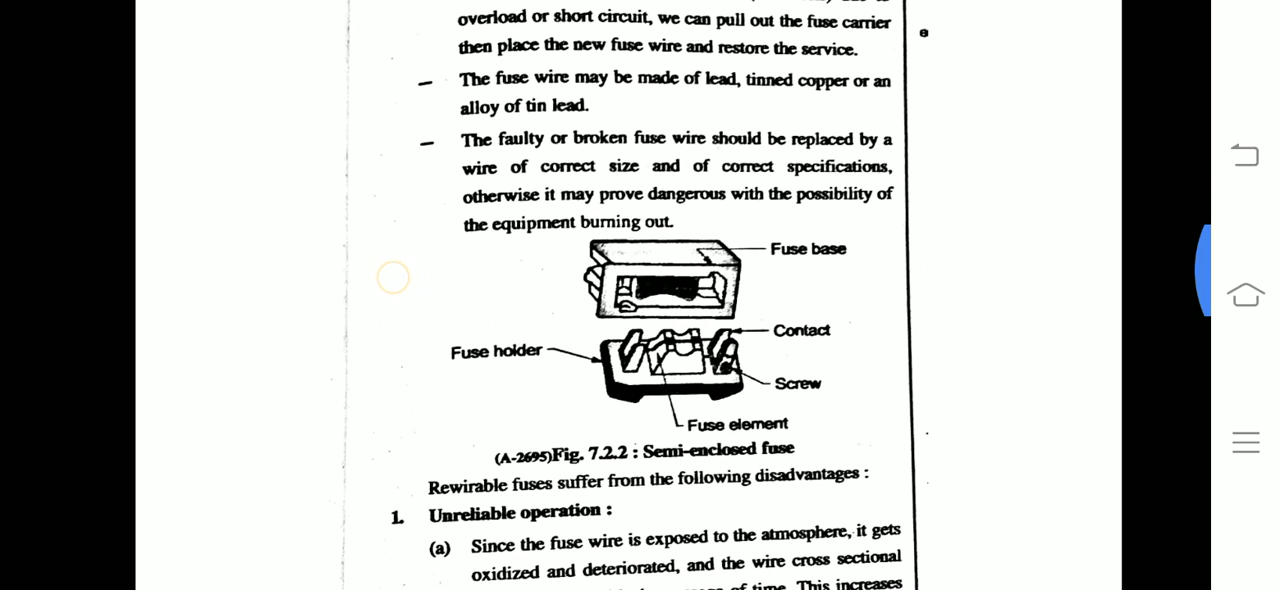 overload or short circuit, we can pull out the fuse carrier
then place the new fuse wire and restore the service.
– The fuse wire may be made of lead, tinned copper or an
alloy of tin lead.
– The faulty or broken fuse wire should be replaced by a
wire of correct size and of correct specifications,
otherwise it may prove dangerous with the possibility of
the equipment burning out.
Fuse base
Contact
Fuse holder
Screw
Fuse element
(A-2695)Fig. 7.2.2 : Semi-enclosed fuse
Rewirable fuses suffer from the following disadvantages :
1. Unreliable operation :
(a) Since the fuse wire is exposed to the atmosphere, it gets
oxidized and deteriorated, and the wire cross sectional
of time. This increases